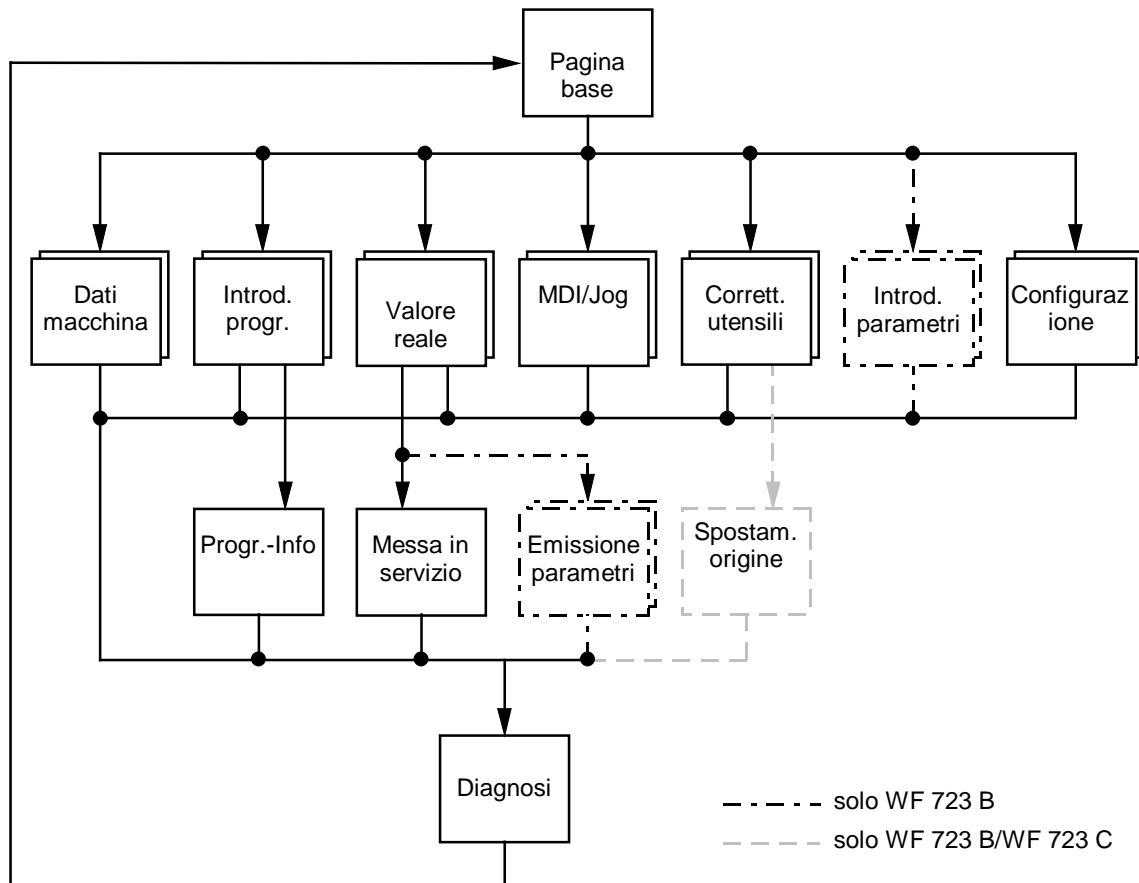 Pagina
base
Dati
macchina
Introd.
progr.
Valore
reale
MDI/Jog
Corrett.
utensili
Introd.
parametri
Configuraz
ione
Progr.-Info
Messa in
servizio
Emissione
parametri
Spostam.
origine
Diagnosi
solo WF 723 B
solo WF 723 B/WF 723 C